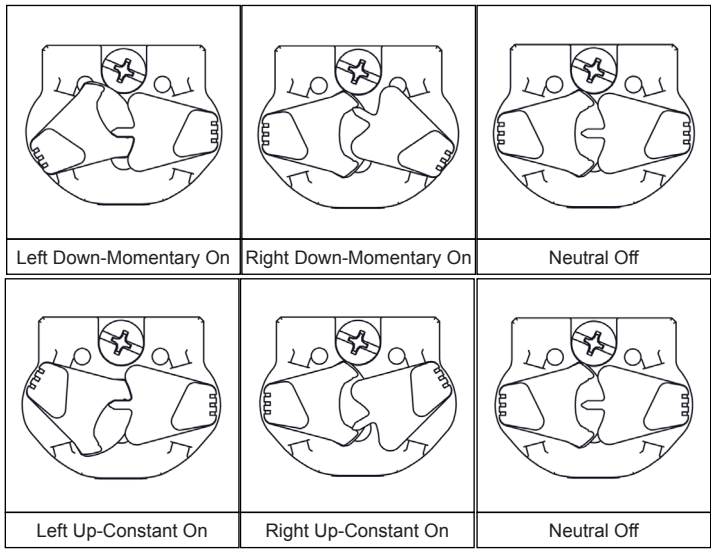 Left Down-Momentary On
Right Down-Momentary On
Neutral Off
Left Up-Constant On
Right Up-Constant On
Neutral Off